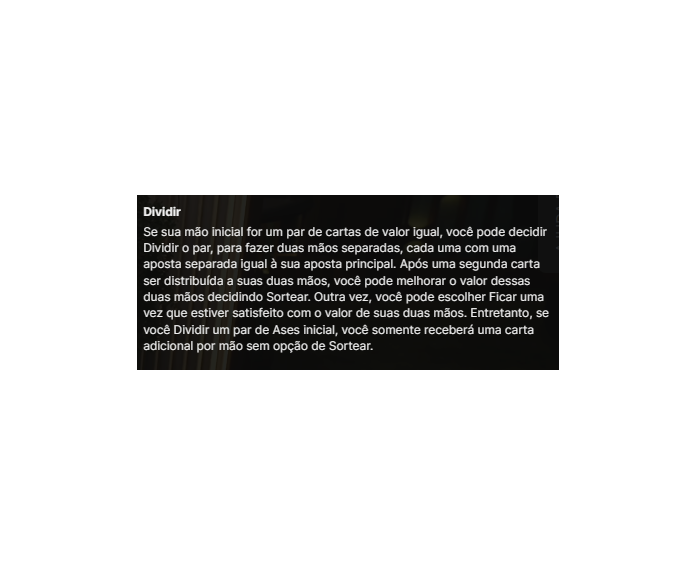 Dividir
Se sua mão inicial for um par de cartas de valor igual, você pode decidir
Dividir o par, para fazer duas mãos separadas, cada uma com uma
aposta separada igual à sua aposta principal. Após uma segunda carta
ser distribuída a suas duas mãos, você pode melhorar o valor dessas
duas mãos decidindo Sortear. Outra vez, você pode escolher Ficar uma
vez que estiver satisfeito com o valor de suas duas mãos. Entretanto, se
você Dividir um par de Ases inicial, você somente receberá uma carta
adicional por mão sem opção de Sortear.